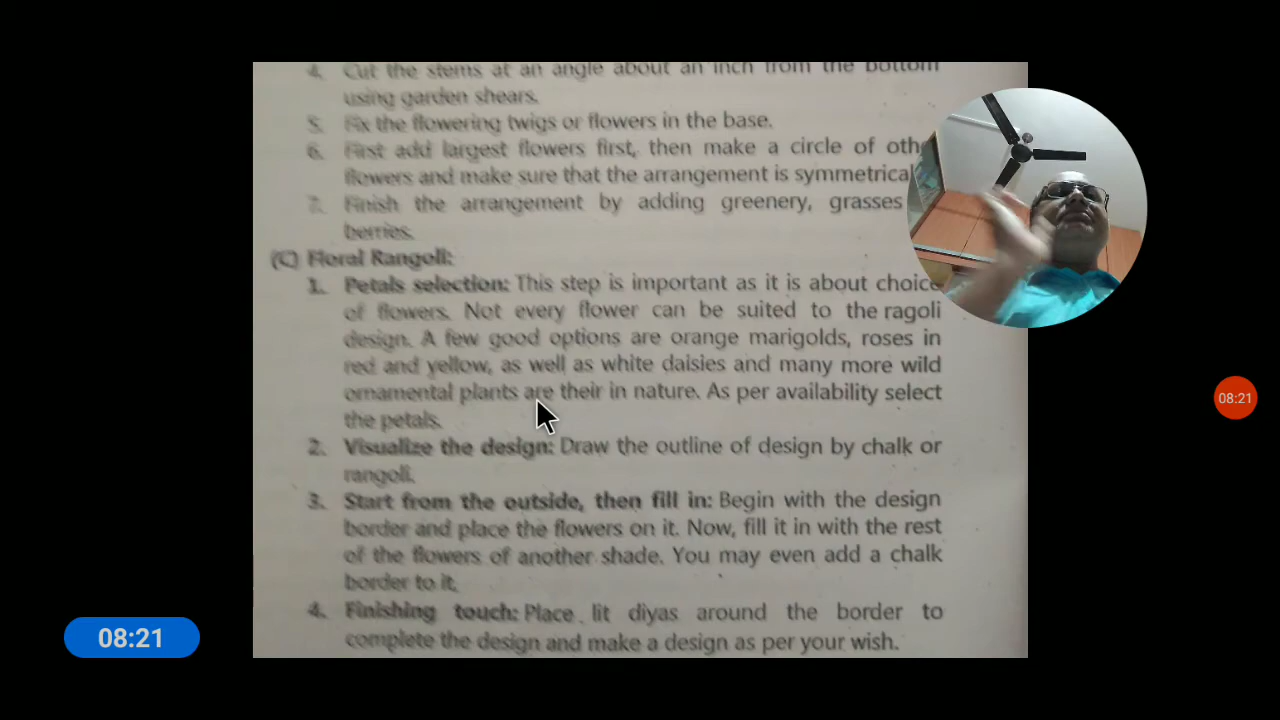 4. Cut the stems at an angle about an inch from the bottom
using garden shears.
5. Fix the flowering twigs or flowers in the base.
6. First add largest flowers first, then make a circle of
flowers and make sure that the arrangement is symmetrical
7. Finish the arrangement by adding greenery, grasses
berries.
(C) Floral Rangoli:
1. Petals selection: This step is important as it is about choice
of flowers. Not every flower can be suited to the ragoli
design. A few good options are orange marigolds, roses in
red and yellow, as well as white daisies and many more wild
ornamental plants are their in nature. As per availability select
the petals.
2. Visualize the design: Draw the outline of design by chalk or
rangoli.
3. Start from the outside, then fill in: Begin with the design
border and place the flowers on it. Now, fill it in with the rest
of the flowers of another shade. You may even add a chalk
border to it.
4. Finishing touch: Place lit diyas around the border to
complete the design and make a design as per your wish.
08:21
08:21